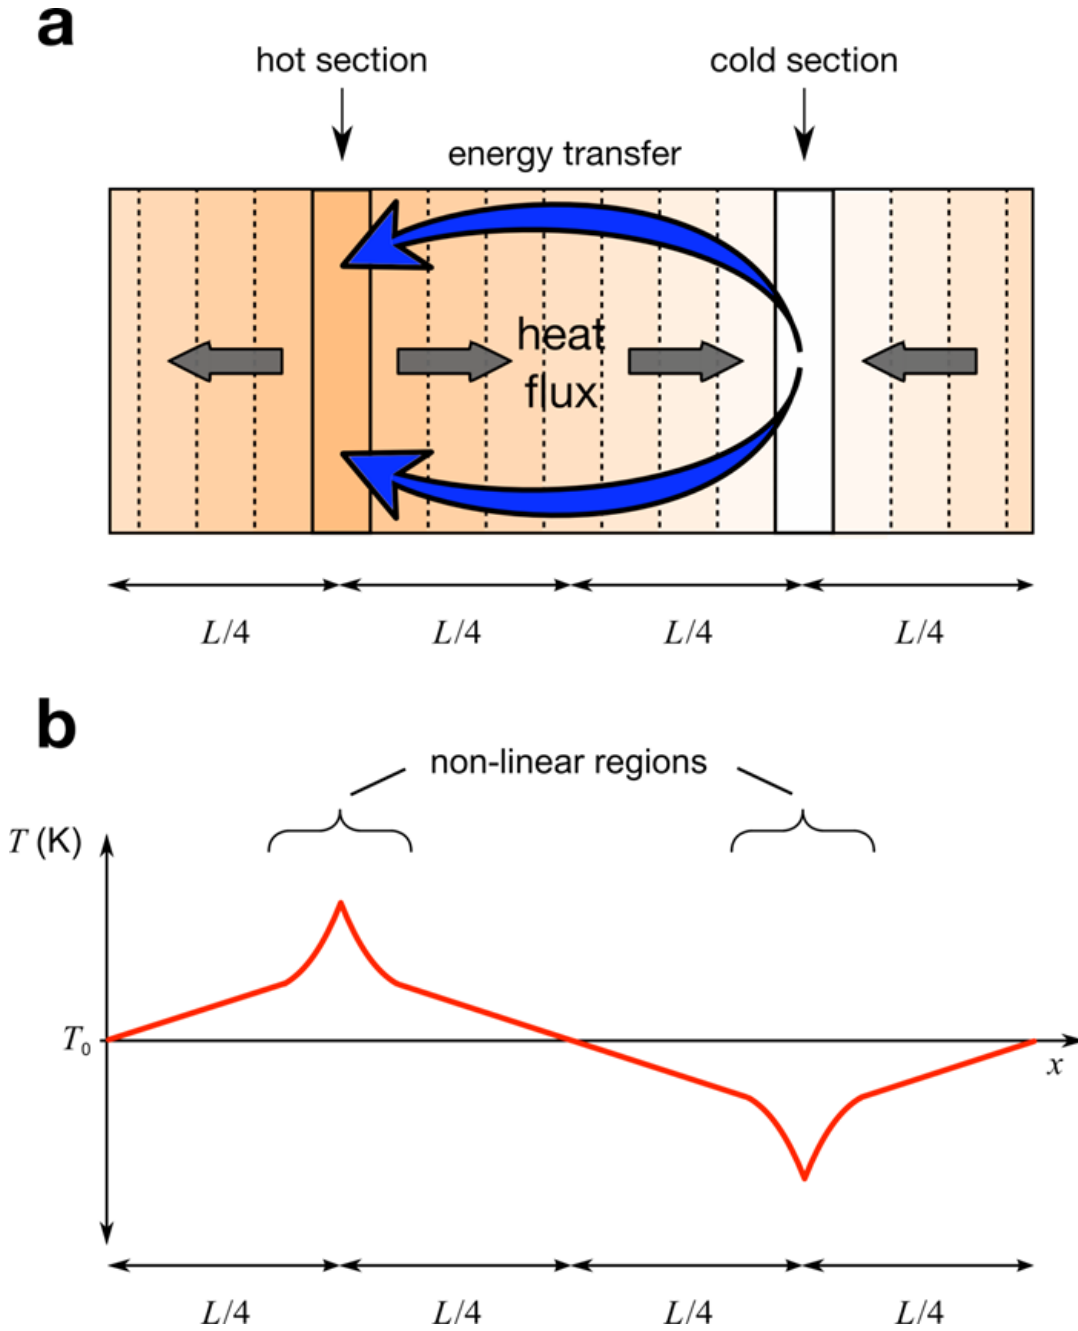 a
hot section
cold section
energy transfer
heat
flux
L/4 L/4 L/4 L/4
b
non-linear regions
T (K)
T₀
x
L/4 L/4 L/4 L/4